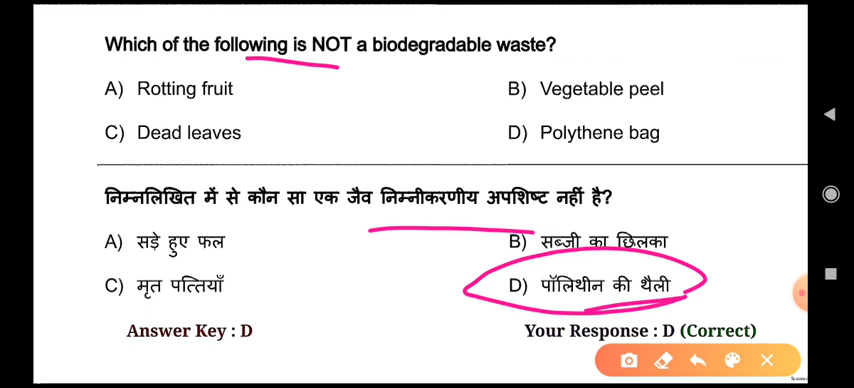 Which of the following is NOT a biodegradable waste?
A) Rotting fruit B) Vegetable peel
C) Dead leaves D) Polythene bag
निम्नलिखित में से कौन सा एक जैव निम्नीकरणीय अपशिष्ट नहीं है?
A) सड़े हुए फल B) सब्जी का छिलका
C) मृत पत्तियाँ D) पॉलिथीन की थैली
Answer Key : D Your Response : D (Correct)